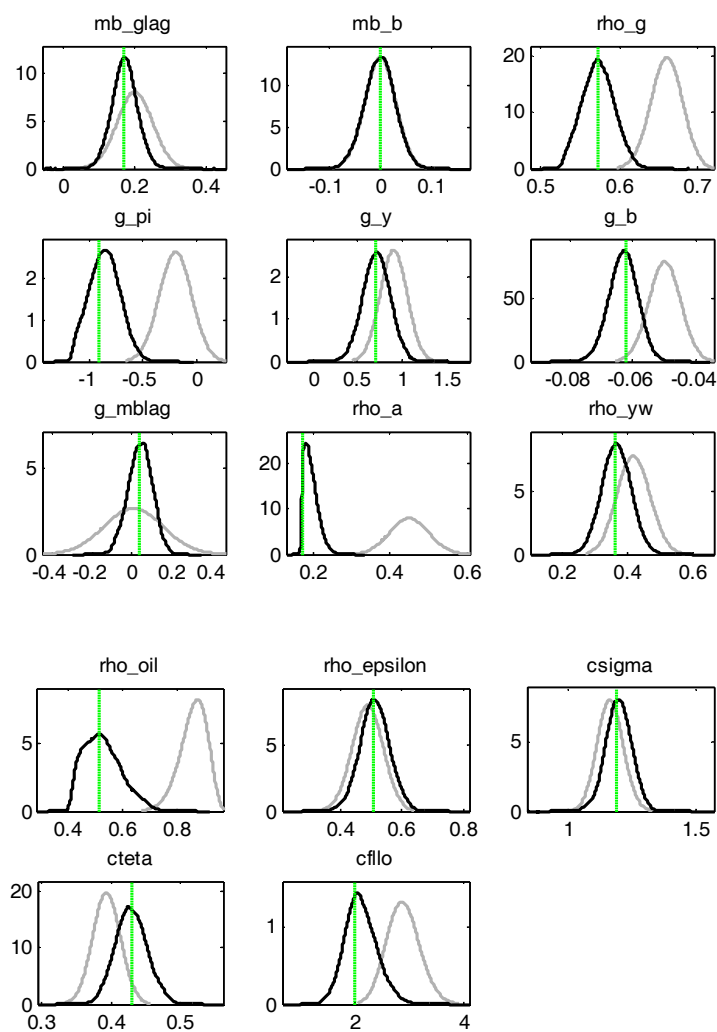 mb_glag mb_b rho_g
10 5 0
10 5 0
20 10 0
0 0.2 0.4 -0.1 0 0.1 0.5 0.6 0.7
g_pi g_y g_b
2 1 0
2 1 0
50 0
-1 -0.5 0 0 0.5 1 1.5 -0.08 -0.06 -0.04
g_mblag rho_a rho_yw
5 0
20 10 0
5 0
-0.4 -0.2 0 0.2 0.4 0.2 0.4 0.6 0.2 0.4 0.6
rho_oil rho_epsilon csigma
5 0
5 0
5 0
0.4 0.6 0.8 0.4 0.6 0.8 1 1.5
cteta cfllo
20 10 0
1 0
0.3 0.4 0.5 2 4